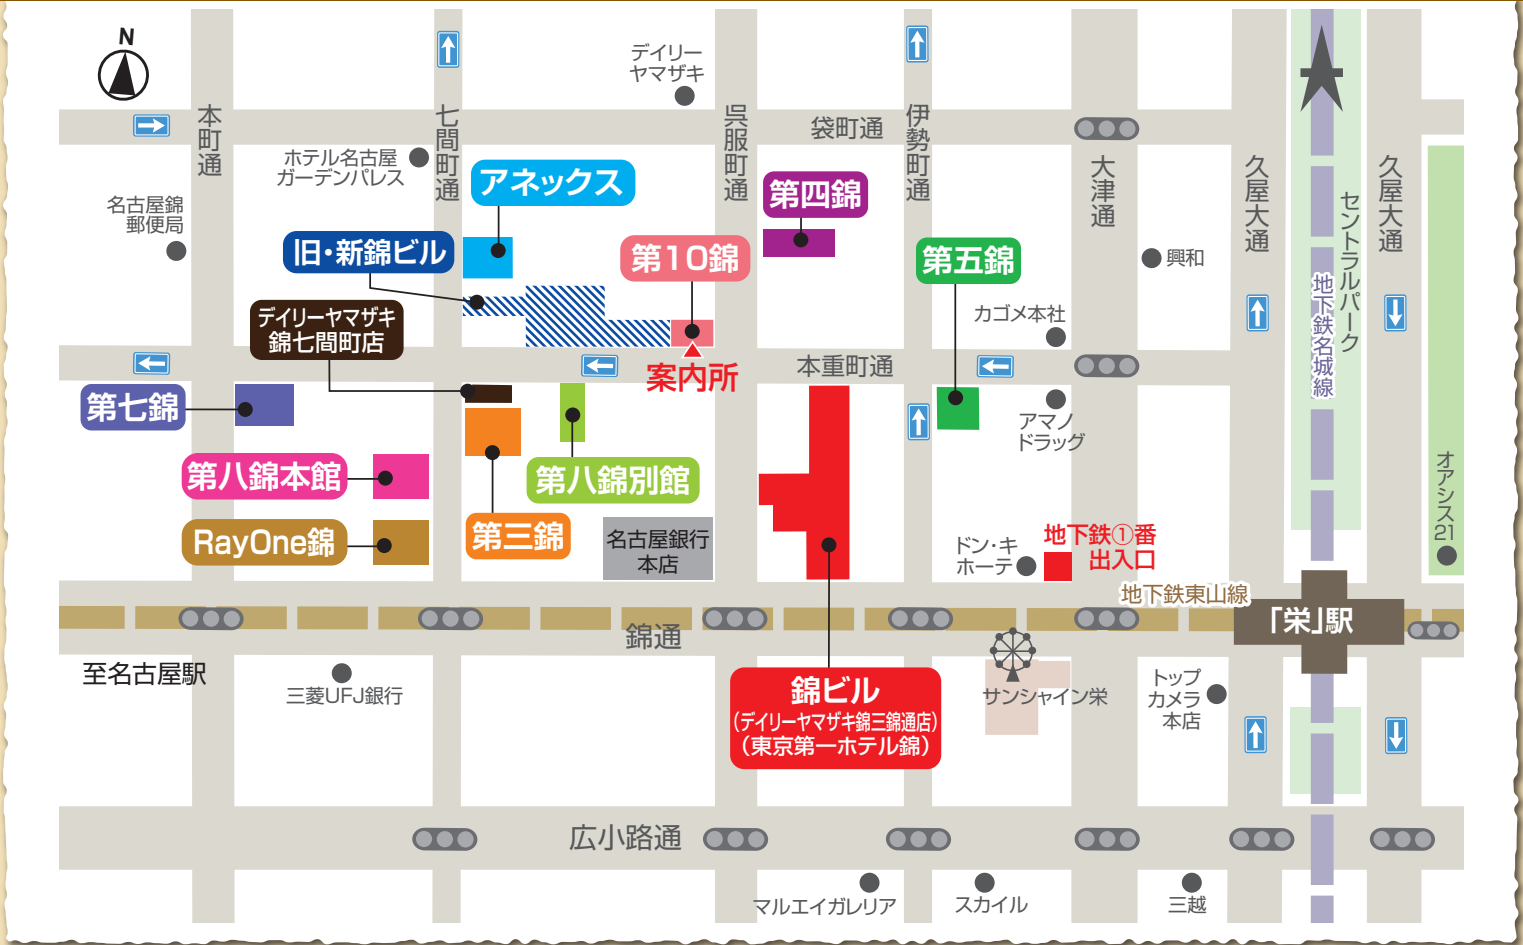 N
デイリー
ヤマザキ
本町通
七間町通
呉服町通
袋町通
伊勢町通
大津通
久屋大通
セントラルパーク
久屋大通
ホテル名古屋
ガーデンパレス
アネックス
第四錦
名古屋錦
郵便局
旧・新錦ビル
第10錦
第五錦
興和
地下鉄名城線
デイリーヤマザキ
錦七間町店
カゴメ本社
案内所
本重町通
第七錦
アマノ
ドラッグ
第八錦本館
第八錦別館
オアシス21
RayOne錦
第三錦
名古屋銀行
本店
ドン・キ
ホーテ
地下鉄①番
出入口
地下鉄東山線
「栄」駅
錦通
至名古屋駅
三菱UFJ銀行
錦ビル
(デイリーヤマザキ錦三錦通店)
(東京第一ホテル錦)
サンシャイン栄
トップ
カメラ
本店
広小路通
マルエイガレリア
スカイル
三越